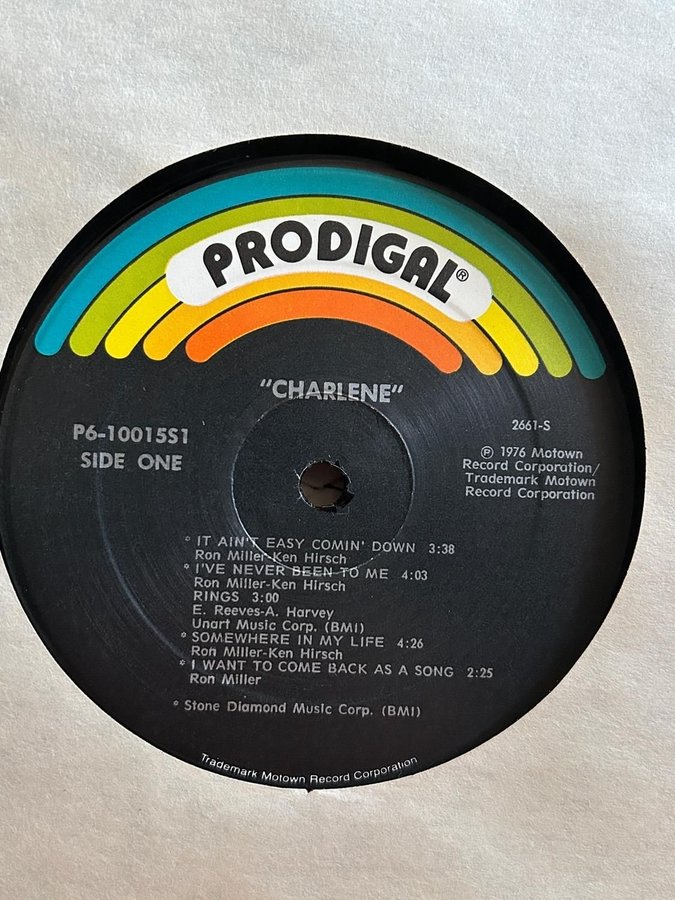 PRODIGAL®
"CHARLENE"
P6-10015S1
SIDE ONE
2661-S
℗ 1976 Motown
Record Corporation/
Trademark Motown
Record Corporation
* IT AIN'T EASY COMIN' DOWN 3:38
Ron Miller-Ken Hirsch
* I'VE NEVER BEEN TO ME 4:03
Ron Miller-Ken Hirsch
RINGS 3:00
E. Reeves-A. Harvey
Unart Music Corp. (BMI)
* SOMEWHERE IN MY LIFE 4:26
Ron Miller-Ken Hirsch
* I WANT TO COME BACK AS A SONG 2:25
Ron Miller
* Stone Diamond Music Corp. (BMI)
Trademark Motown Record Corporation